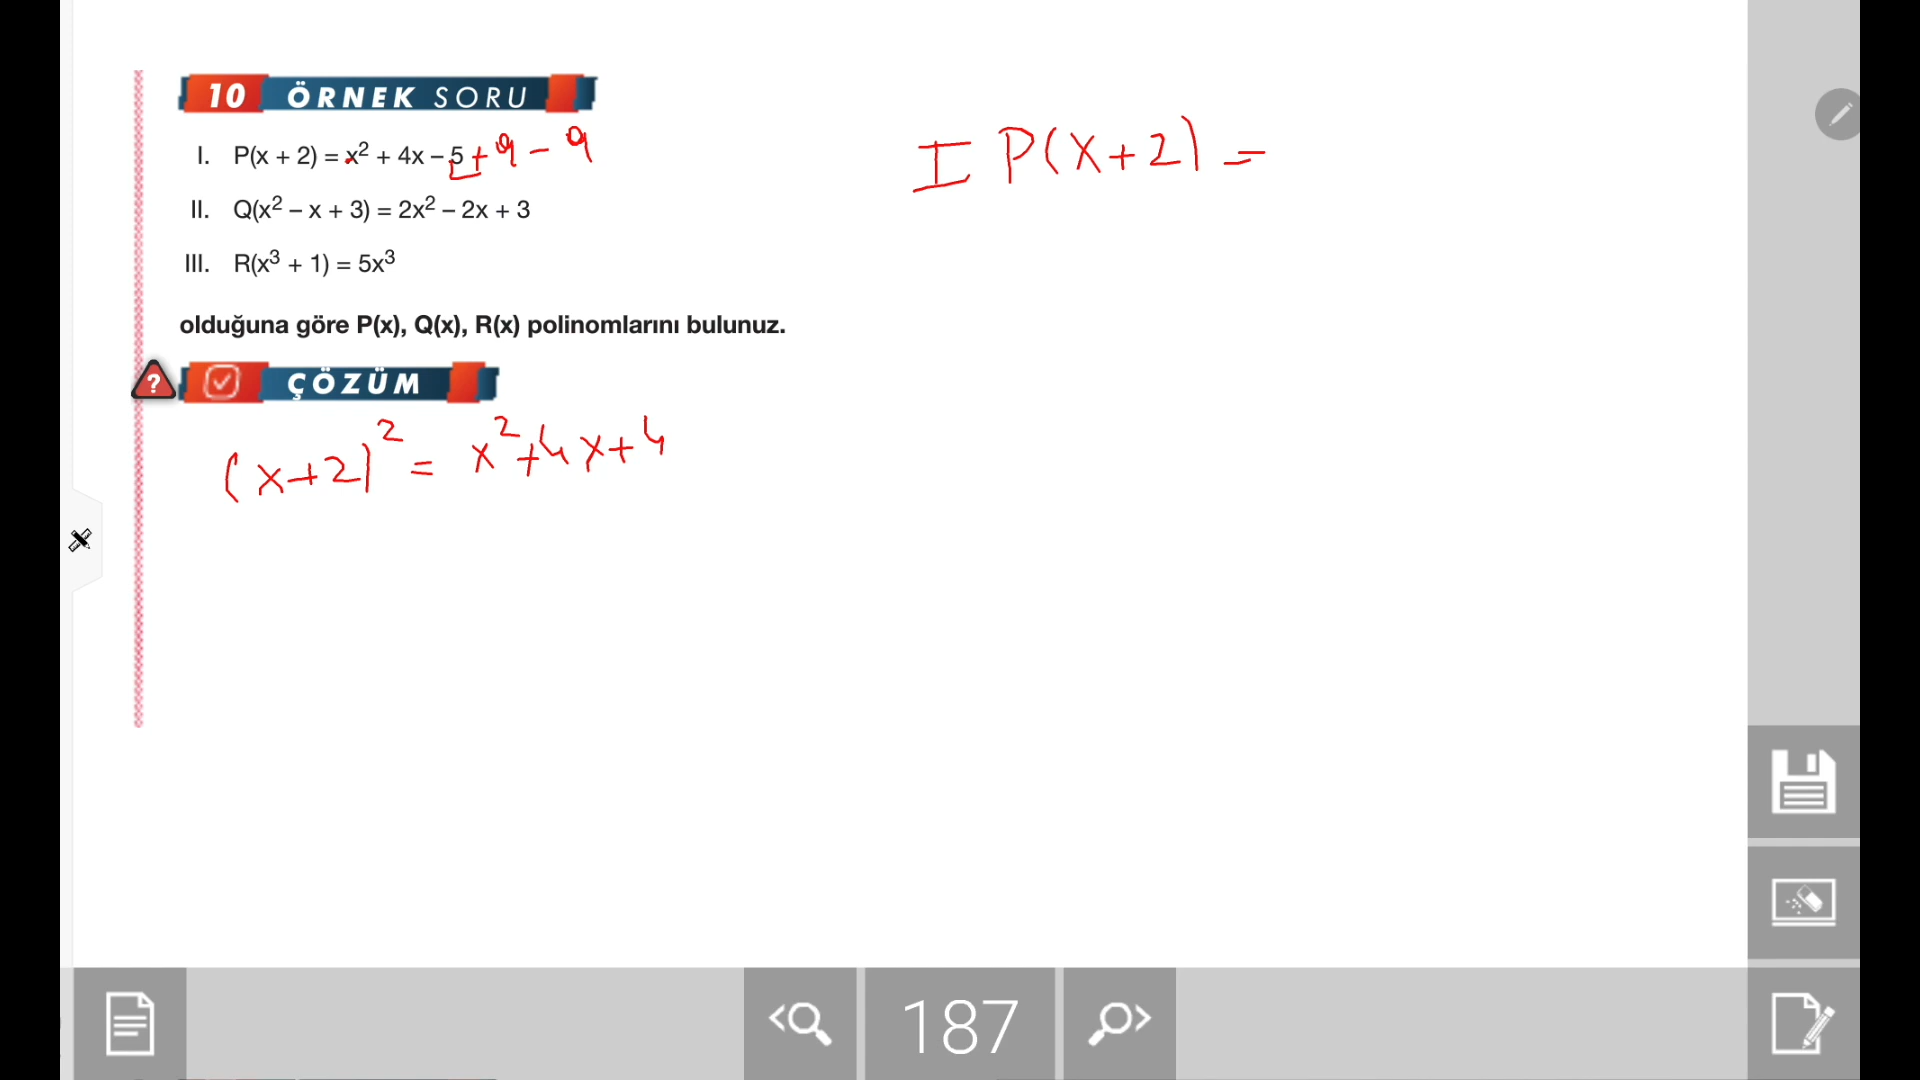 10 ÖRNEK SORU
I. P(x + 2) = x² + 4x – 5 + 9 – 9
II. Q(x² – x + 3) = 2x² – 2x + 3
III. R(x³ + 1) = 5x³
olduğuna göre P(x), Q(x), R(x) polinomlarını bulunuz.
? ÇÖZÜM
(x+2)² = x²+4x+4
I P(x+2) =
187